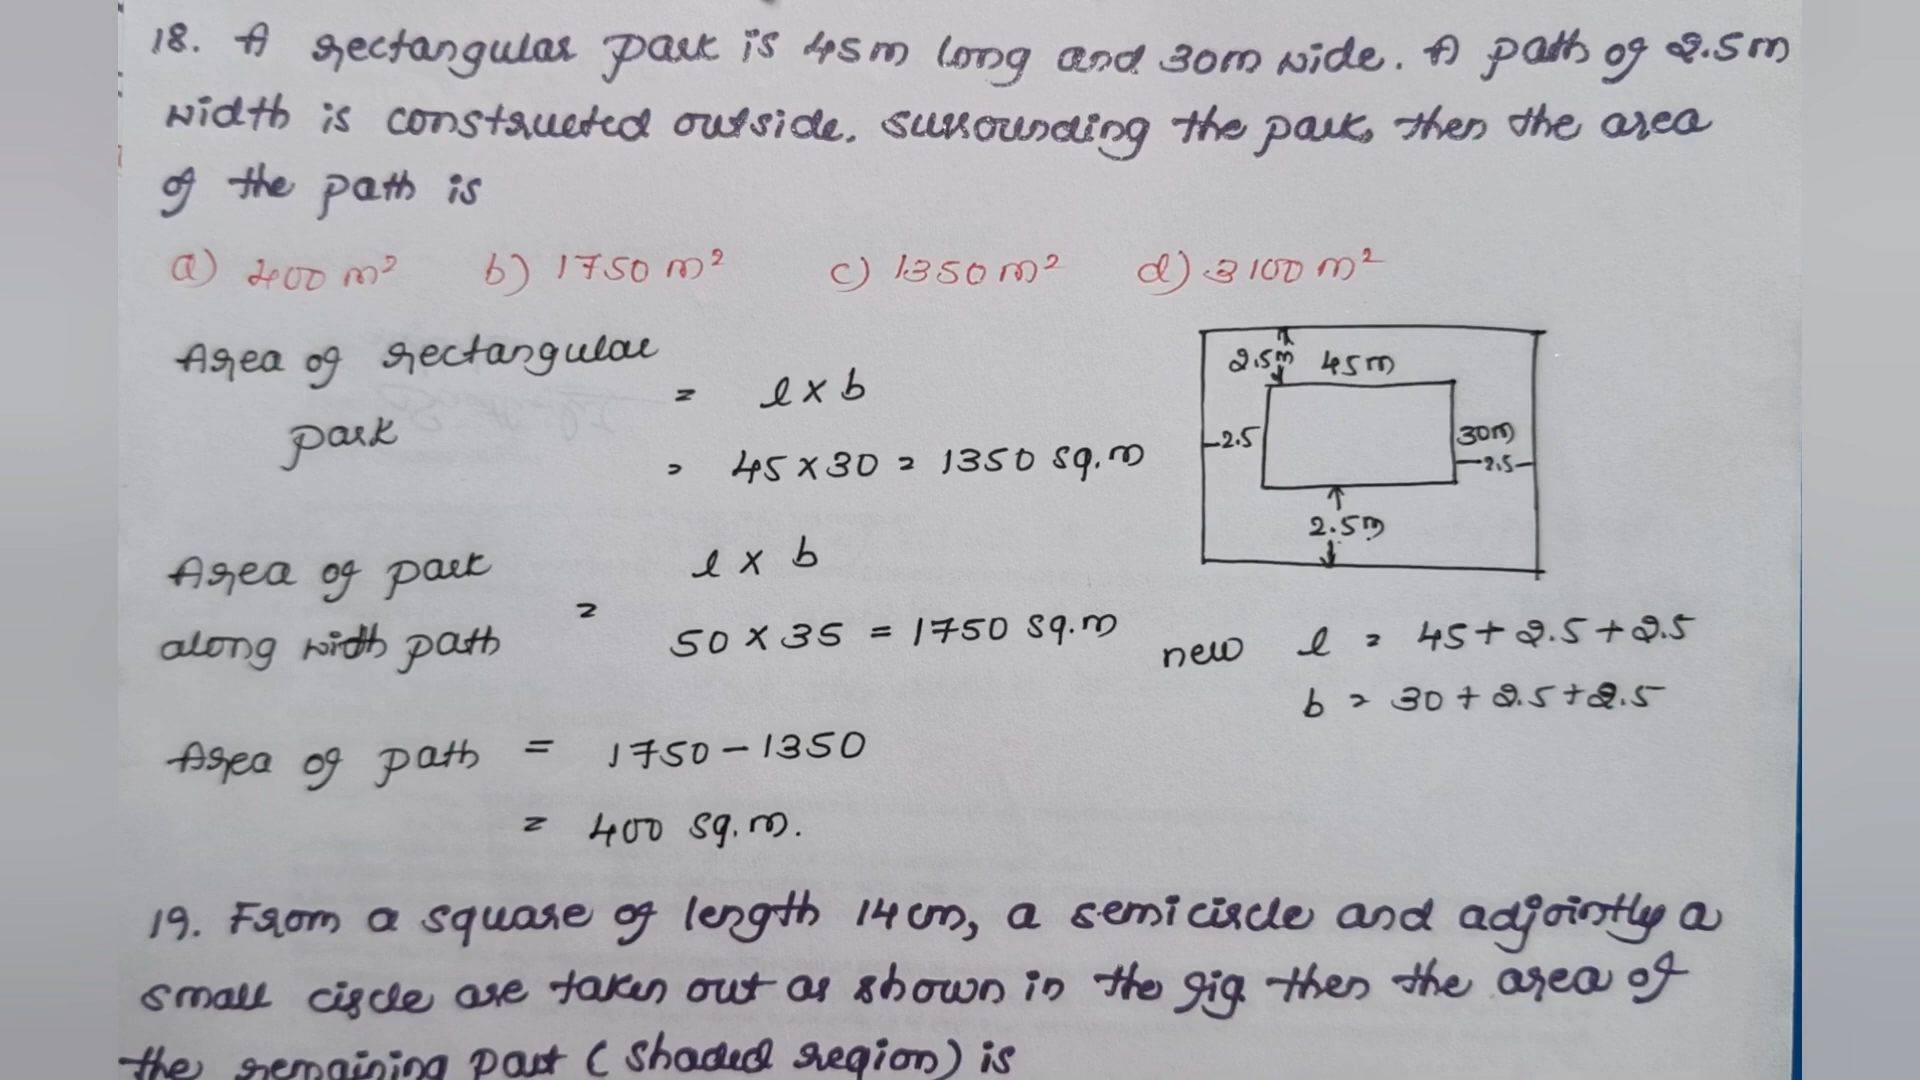 18. A rectangular park is 45m long and 30m wide. A path of 2.5m
width is constructed outside. surrounding the park, then the area
of the path is
a) 400 m² b) 1750 m² c) 1350 m² d) 3100 m²
Area of rectangular
park
= l x b
= 45 x 30 = 1350 sq.m
2.5m 45m
2.5
30m
2.5
2.5m
Area of park
along with path
= l x b
50 x 35 = 1750 sq.m
new l = 45 + 2.5 + 2.5
b = 30 + 2.5 + 2.5
Area of path = 1750 - 1350
= 400 sq.m.
19. From a square of length 14cm, a semicircle and adjointly a
small circle are taken out as shown in the fig then the area of
the remaining part (shaded region) is